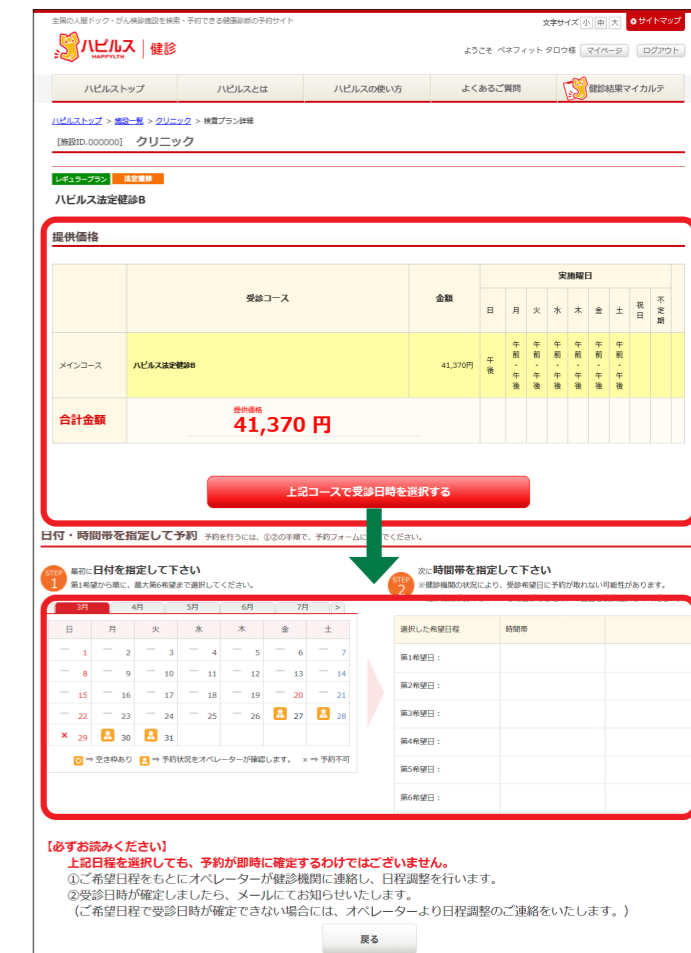 全国の人間ドック・がん検診施設を検索・予約できる健康診断の予約サイト
文字サイズ 小 中 大 サイトマップ
ハピルス HAPPYLTH 健診
ようこそ ベネフィット タロウ様 マイページ ログアウト
ハピルストップ ハピルスとは ハピルスの使い方 よくあるご質問 健診結果マイカルテ
ハピルストップ > 施設一覧 > クリニック > 検査プラン詳細
[施設ID.000000] クリニック
レギュラープラン 法定健診
ハピルス法定健診B
提供価格
受診コース 金額 実施曜日
日 月 火 水 木 金 土 祝日 不定期
メインコース ハピルス法定健診B 41,370円 午後 午前・午後 午前・午後 午前・午後 午前・午後 午前・午後 午前・午後
合計金額 提供価格
41,370 円
上記コースで受診日時を選択する
日付・時間帯を指定して予約 予約を行うには、①②の手順で、予約フォームに ください。
STEP 1 最初に日付を指定して下さい
第1希望から順に、最大第6希望まで選択してください。
STEP 2 次に時間帯を指定して下さい
※健診機関の状況により、受診希望日に予約が取れない可能性があります。
3月 4月 5月 6月 7月 >
日 月 火 水 木 金 土
— 1 — 2 — 3 — 4 — 5 — 6 — 7
— 8 — 9 — 10 — 11 — 12 — 13 — 14
— 15 — 16 — 17 — 18 — 19 — 20 — 21
— 22 — 23 — 24 — 25 — 26 27 28
× 29 30 31
⇒ 空き枠あり ⇒ 予約状況をオペレーターが確認します。 × ⇒ 予約不可
選択した希望日程 時間帯
第1希望日：
第2希望日：
第3希望日：
第4希望日：
第5希望日：
第6希望日：
【必ずお読みください】
上記日程を選択しても、予約が即時に確定するわけではございません。
①ご希望日程をもとにオペレーターが健診機関に連絡し、日程調整を行います。
②受診日時が確定しましたら、メールにてお知らせいたします。
（ご希望日程で受診日時が確定できない場合には、オペレーターより日程調整のご連絡をいたします。）
戻る